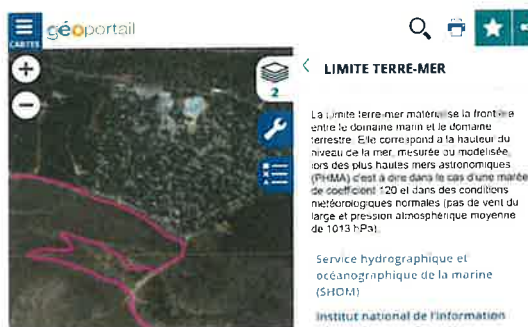 géoportail
CARTES
2
LIMITE TERRE-MER
La Limite terre-mer matérialise la frontière
entre le domaine marin et le domaine
terrestre. Elle correspond à la hauteur du
niveau de la mer, mesurée ou modélisée,
lors des plus hautes mers astronomiques
(PHMA) c'est à dire dans le cas d'une marée
de coefficient 120 et dans des conditions
météorologiques normales (pas de vent du
large et pression atmosphérique moyenne
de 1013 hPa).
Service hydrographique et
océanographique de la marine
(SHOM)
Institut national de l'information